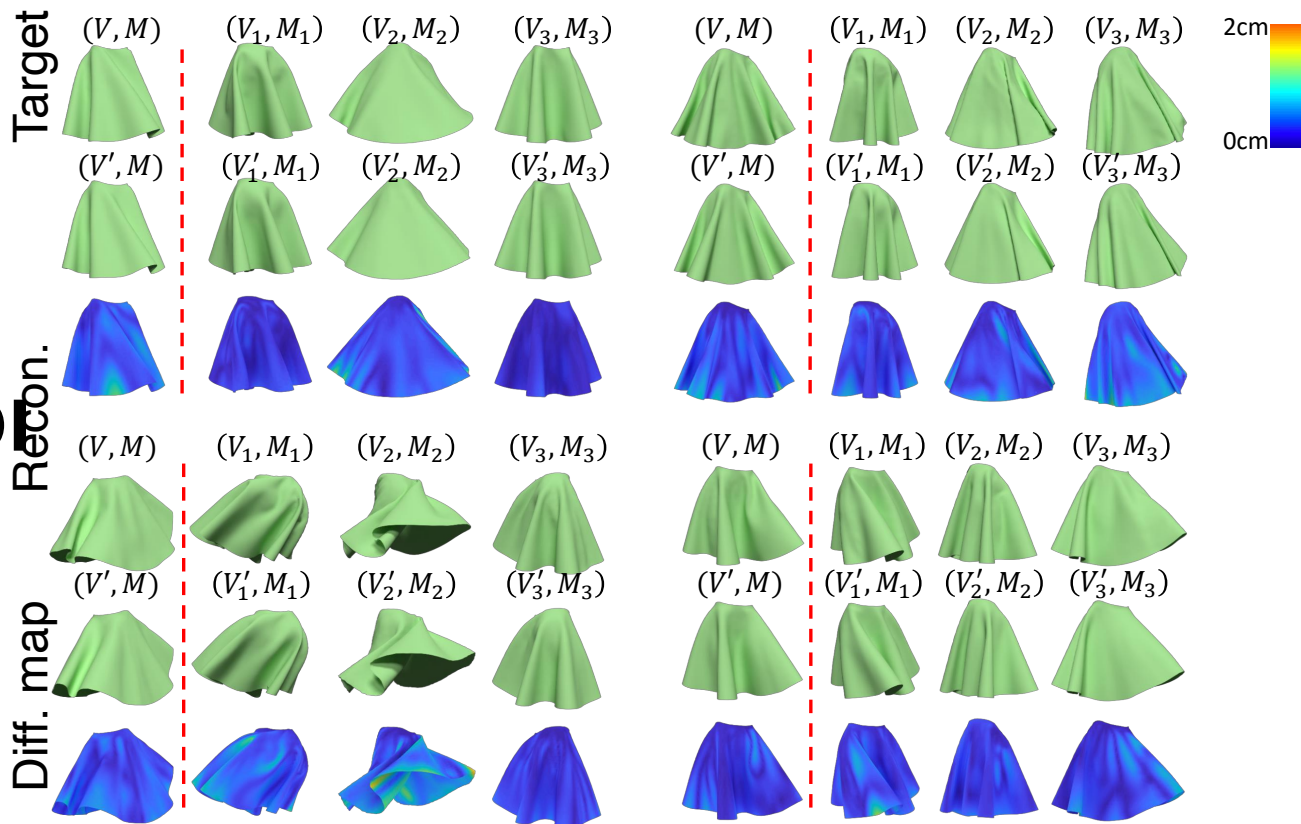 Target
(V, M) (V₁, M₁) (V₂, M₂) (V₃, M₃) (V, M) (V₁, M₁) (V₂, M₂) (V₃, M₃)
2cm
0cm
(V′, M) (V′₁, M₁) (V′₂, M₂) (V′₃, M₃) (V′, M) (V′₁, M₁) (V′₂, M₂) (V′₃, M₃)
Recon.
(V, M) (V₁, M₁) (V₂, M₂) (V₃, M₃) (V, M) (V₁, M₁) (V₂, M₂) (V₃, M₃)
(V′, M) (V′₁, M₁) (V′₂, M₂) (V′₃, M₃) (V′, M) (V′₁, M₁) (V′₂, M₂) (V′₃, M₃)
Diff. map